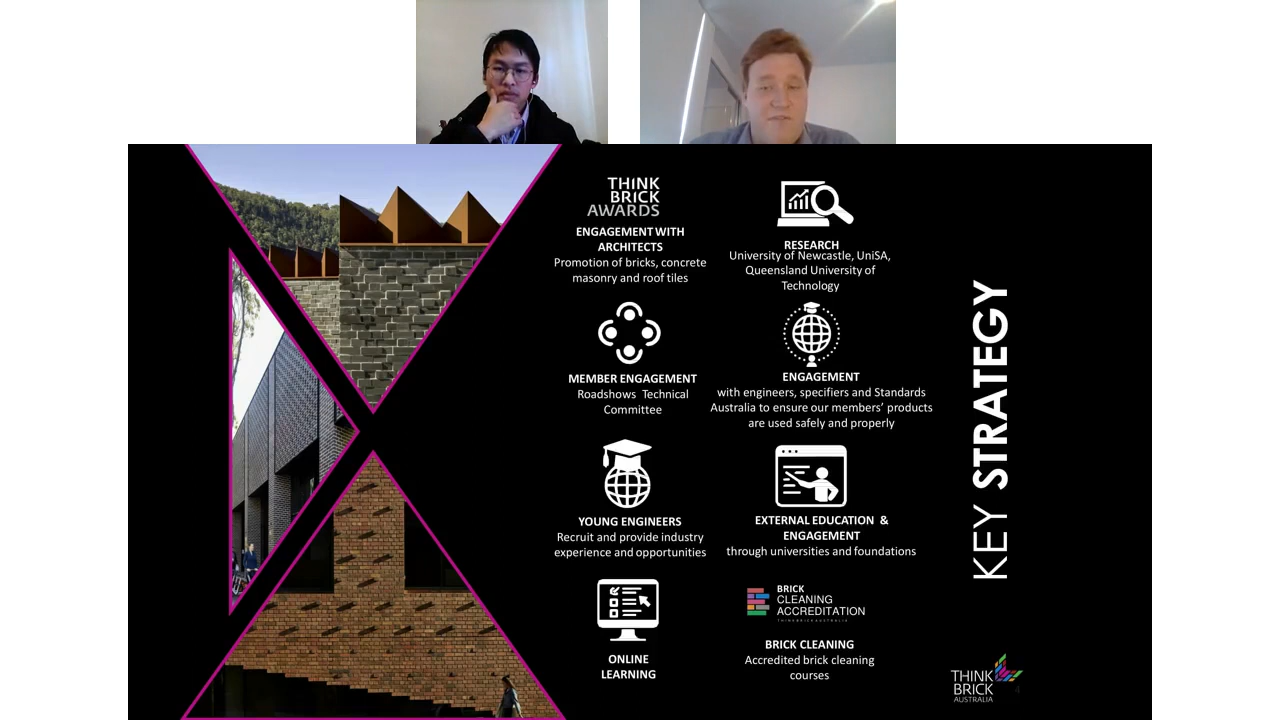 THINK
BRICK
AWARDS
ENGAGEMENT WITH
ARCHITECTS
Promotion of bricks, concrete
masonry and roof tiles
RESEARCH
University of Newcastle, UniSA,
Queensland University of
Technology
MEMBER ENGAGEMENT
Roadshows Technical
Committee
ENGAGEMENT
with engineers, specifiers and Standards
Australia to ensure our members’ products
are used safely and properly
YOUNG ENGINEERS
Recruit and provide industry
experience and opportunities
EXTERNAL EDUCATION &
ENGAGEMENT
through universities and foundations
ONLINE
LEARNING
BRICK
CLEANING
ACCREDITATION
THINK BRICK AUSTRALIA
BRICK CLEANING
Accredited brick cleaning
courses
KEY STRATEGY
THINK
BRICK
AUSTRALIA
4